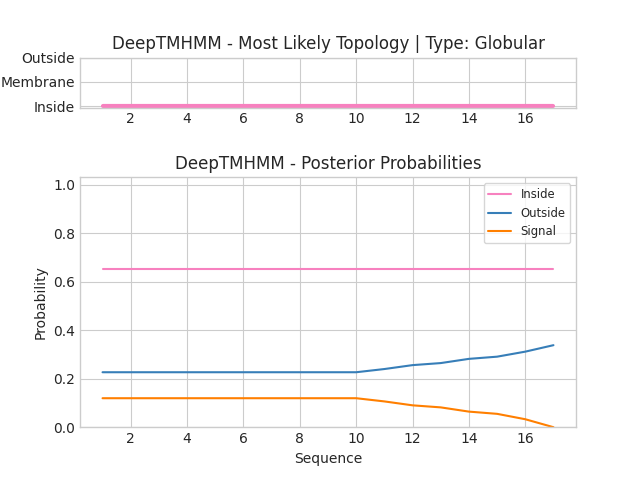 DeepTMHMM - Most Likely Topology | Type: Globular
Outside
Membrane
Inside
2 4 6 8 10 12 14 16
DeepTMHMM - Posterior Probabilities
1.0
0.8
0.6
0.4
0.2
0.0
Probability
Inside
Outside
Signal
2 4 6 8 10 12 14 16
Sequence